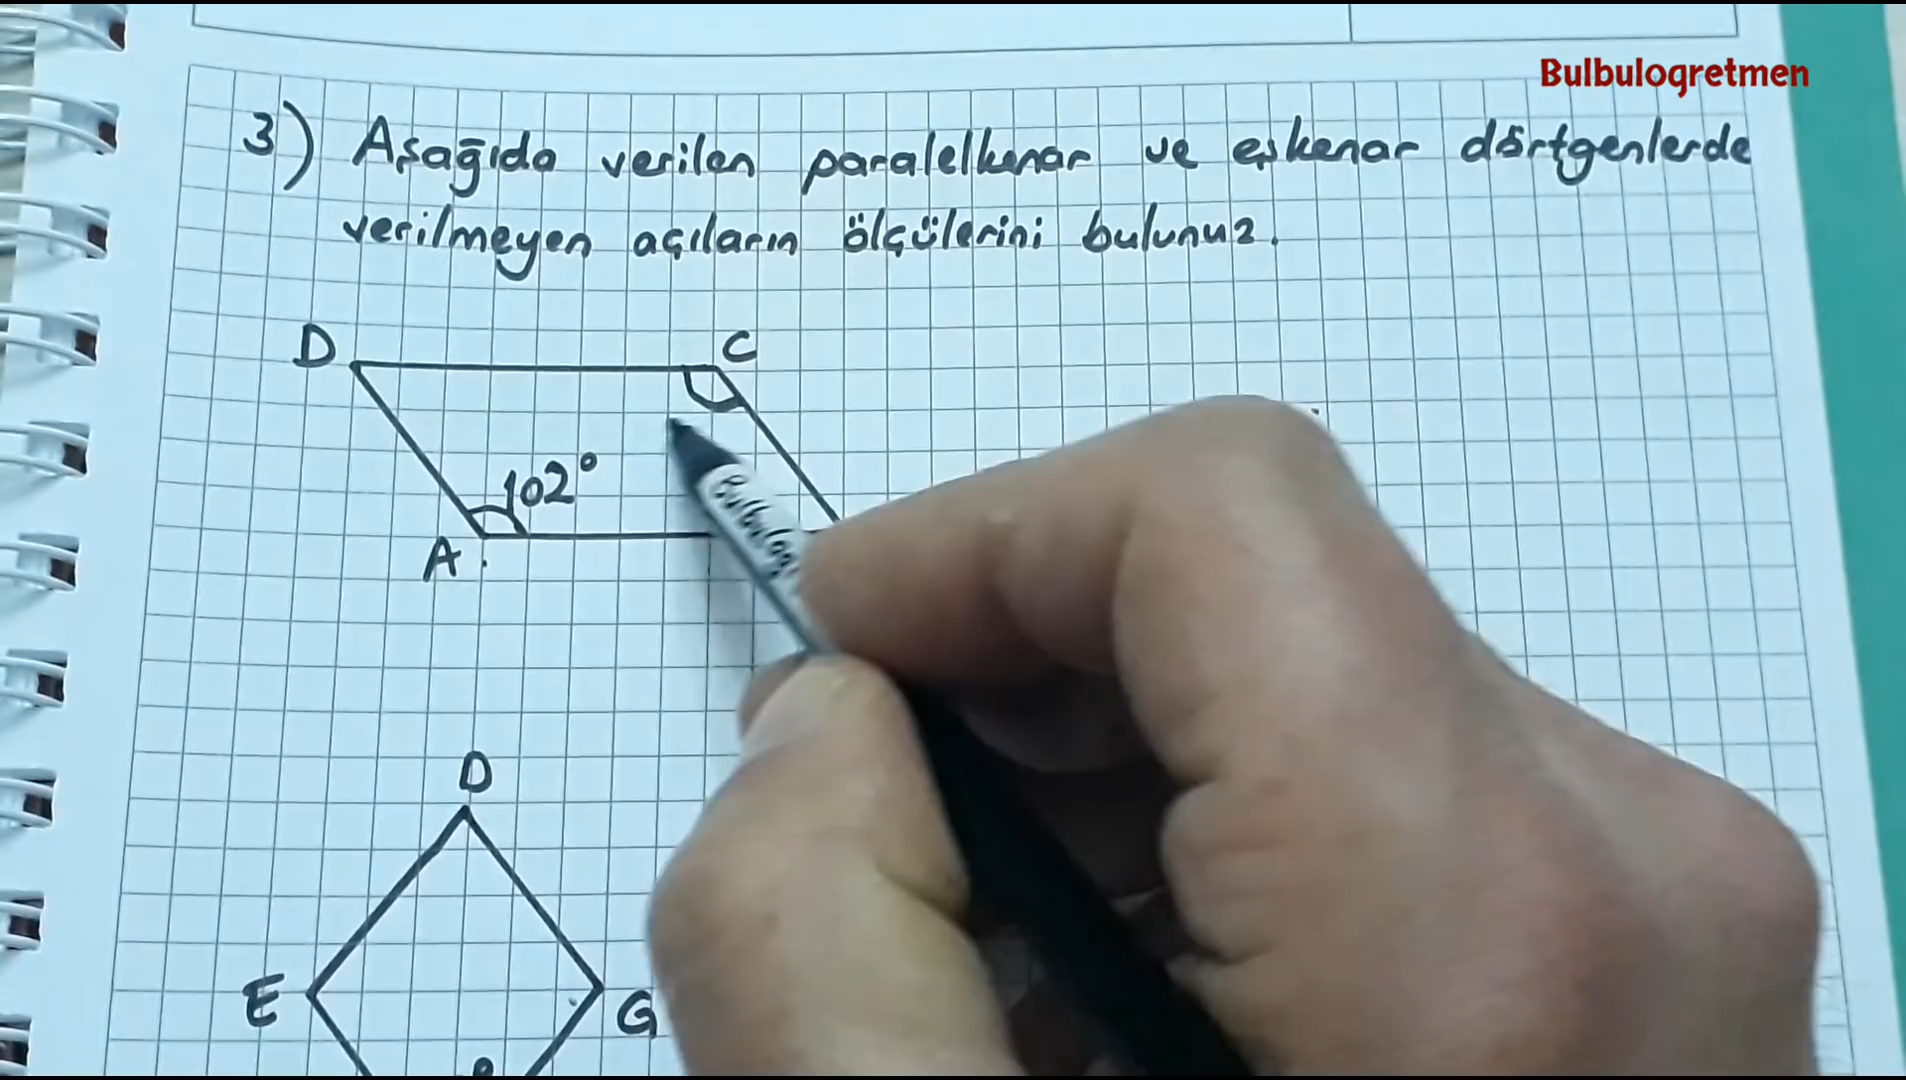 Bulbulogretmen
3) Aşağıda verilen paralelkenar ve eşkenar dörtgenlerde
verilmeyen açıların ölçülerini bulunuz.
D
C
102°
A
D
E
G